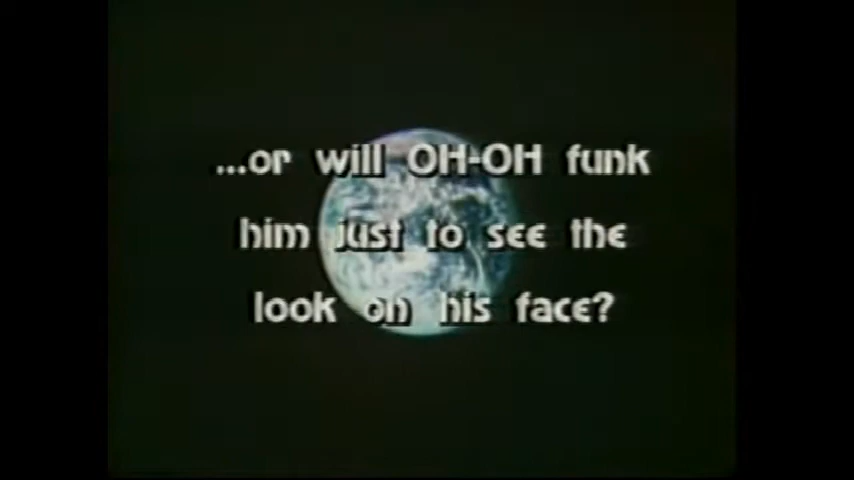 ...or will OH-OH funk
him just to see the
look on his face?